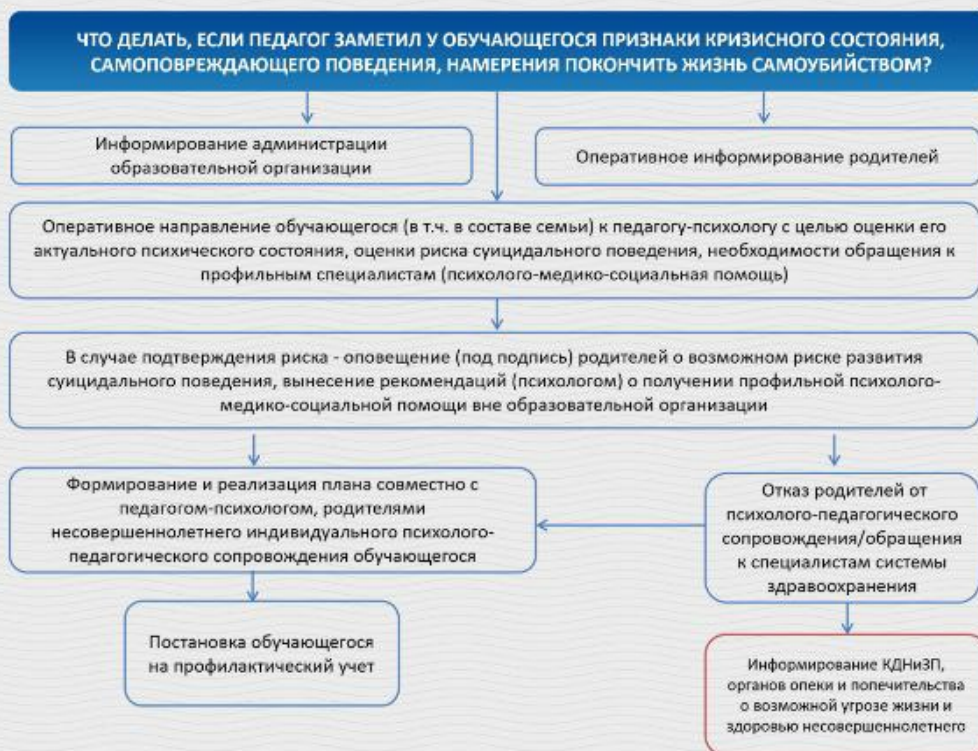 ЧТО ДЕЛАТЬ, ЕСЛИ ПЕДАГОГ ЗАМЕТИЛ У ОБУЧАЮЩЕГОСЯ ПРИЗНАКИ КРИЗИСНОГО СОСТОЯНИЯ,
САМОПОВРЕЖДАЮЩЕГО ПОВЕДЕНИЯ, НАМЕРЕНИЯ ПОКОНЧИТЬ ЖИЗНЬ САМОУБИЙСТВОМ?
Информирование администрации
образовательной организации
Оперативное информирование родителей
Оперативное направление обучающегося (в т.ч. в составе семьи) к педагогу-психологу с целью оценки его
актуального психического состояния, оценки риска суицидального поведения, необходимости обращения к
профильным специалистам (психолого-медико-социальная помощь)
В случае подтверждения риска - оповещение (под подпись) родителей о возможном риске развития
суицидального поведения, вынесение рекомендаций (психологом) о получении профильной психолого-
медико-социальной помощи вне образовательной организации
Формирование и реализация плана совместно с
педагогом-психологом, родителями
несовершеннолетнего индивидуального психолого-
педагогического сопровождения обучающегося
Отказ родителей от
психолого-педагогического
сопровождения/обращения
к специалистам системы
здравоохранения
Постановка обучающегося
на профилактический учет
Информирование КДНиЗП,
органов опеки и попечительства
о возможной угрозе жизни и
здоровью несовершеннолетнего